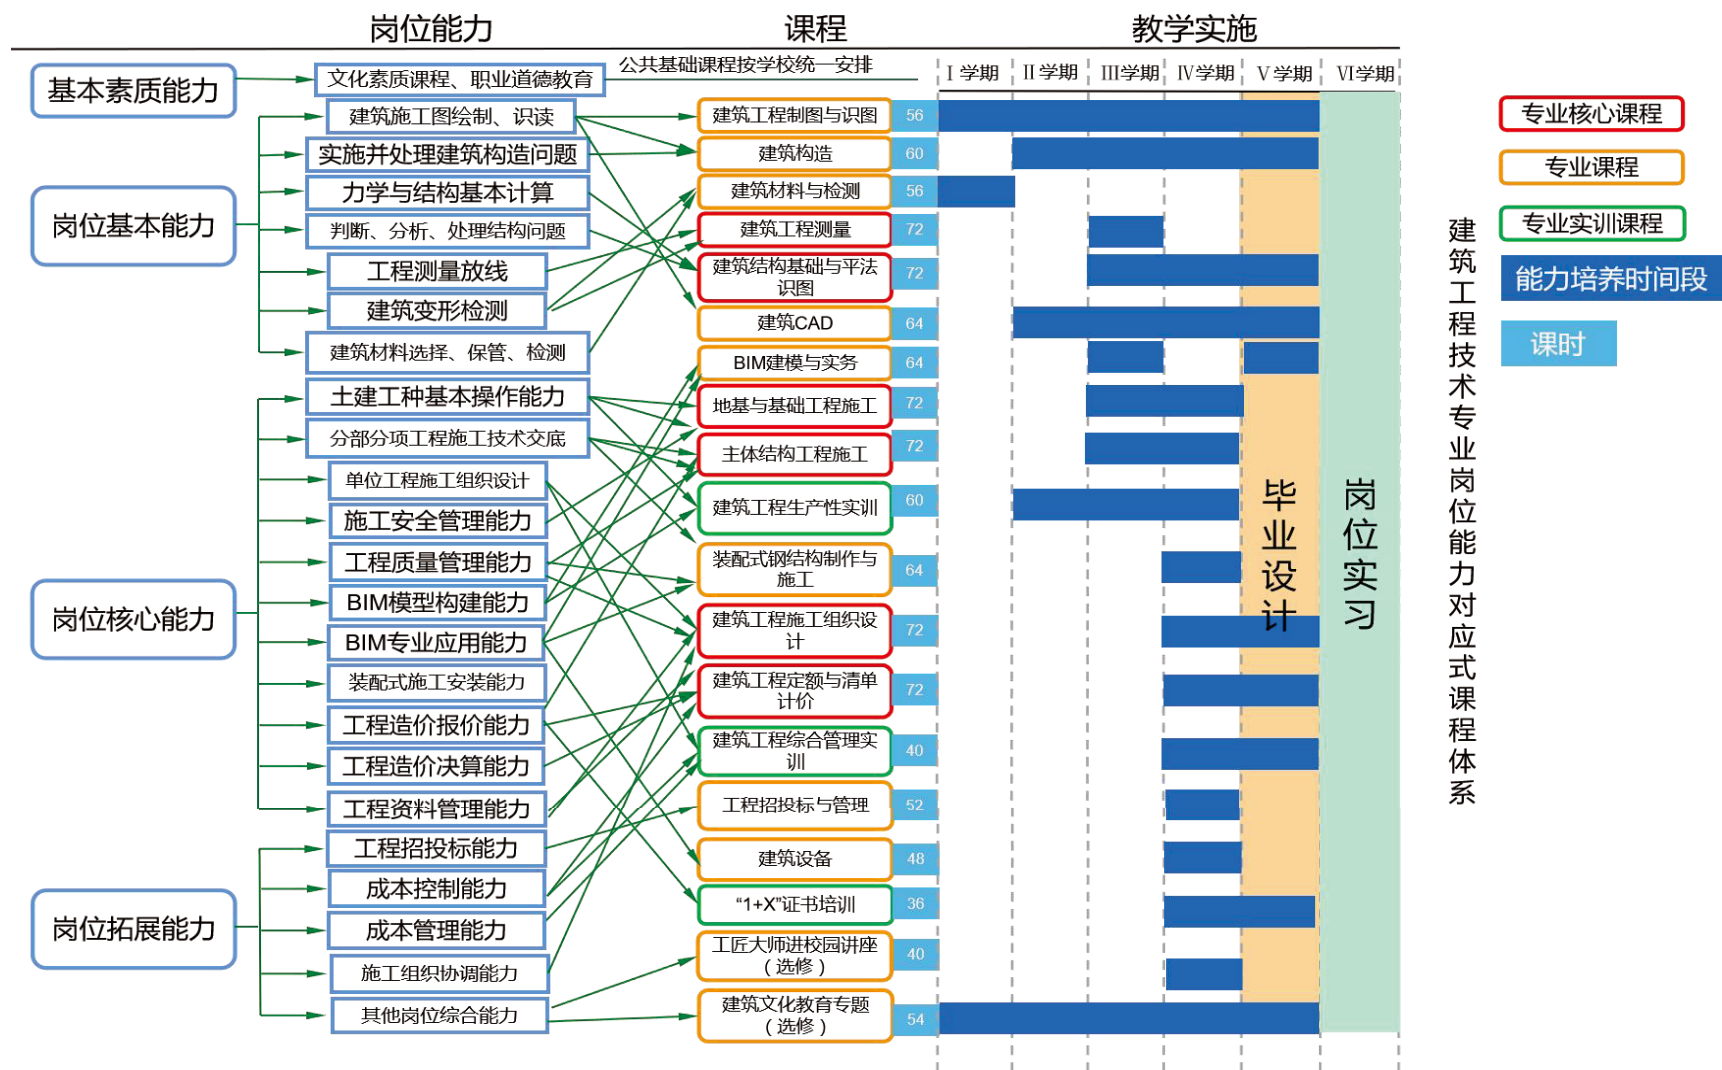 岗位能力
课程
教学实施
基本素质能力
文化素质课程、职业道德教育
公共基础课程按学校统一安排
Ⅰ 学期
Ⅱ 学期
Ⅲ学期
Ⅳ 学期
Ⅴ 学期
Ⅵ学期
岗位基本能力
建筑施工图绘制、识读
实施并处理建筑构造问题
力学与结构基本计算
判断、分析、处理结构问题
工程测量放线
建筑变形检测
建筑材料选择、保管、检测
岗位核心能力
土建工种基本操作能力
分部分项工程施工技术交底
单位工程施工组织设计
施工安全管理能力
工程质量管理能力
BIM模型构建能力
BIM专业应用能力
装配式施工安装能力
工程造价报价能力
工程造价决算能力
工程资料管理能力
岗位拓展能力
工程招投标能力
成本控制能力
成本管理能力
施工组织协调能力
其他岗位综合能力
建筑工程制图与识图
56
建筑构造
60
建筑材料与检测
56
建筑工程测量
72
建筑结构基础与平法
识图
72
建筑CAD
64
BIM建模与实务
64
地基与基础工程施工
72
主体结构工程施工
72
建筑工程生产性实训
60
装配式钢结构制作与
施工
64
建筑工程施工组织设
计
72
建筑工程定额与清单
计价
72
建筑工程综合管理实
训
40
工程招投标与管理
52
建筑设备
48
“1+X”证书培训
36
工匠大师进校园讲座
（选修）
40
建筑文化教育专题
（选修）
54
毕业设计
岗位实习
建筑工程技术专业岗位能力对应式课程体系
专业核心课程
专业课程
专业实训课程
能力培养时间段
课时